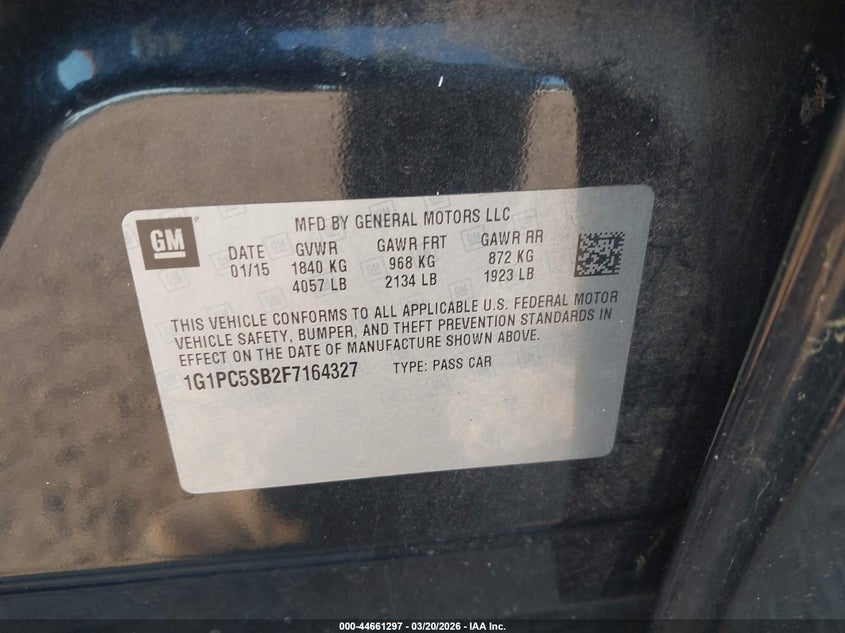 GM
MFD BY GENERAL MOTORS LLC
DATE GVWR GAWR FRT GAWR RR
01/15 1840 KG 968 KG 872 KG
4057 LB 2134 LB 1923 LB
THIS VEHICLE CONFORMS TO ALL APPLICABLE U.S. FEDERAL MOTOR
VEHICLE SAFETY, BUMPER, AND THEFT PREVENTION STANDARDS IN
EFFECT ON THE DATE OF MANUFACTURE SHOWN ABOVE.
1G1PC5SB2F7164327 TYPE: PASS CAR
000-44661297 - 03/20/2026 - IAA Inc.